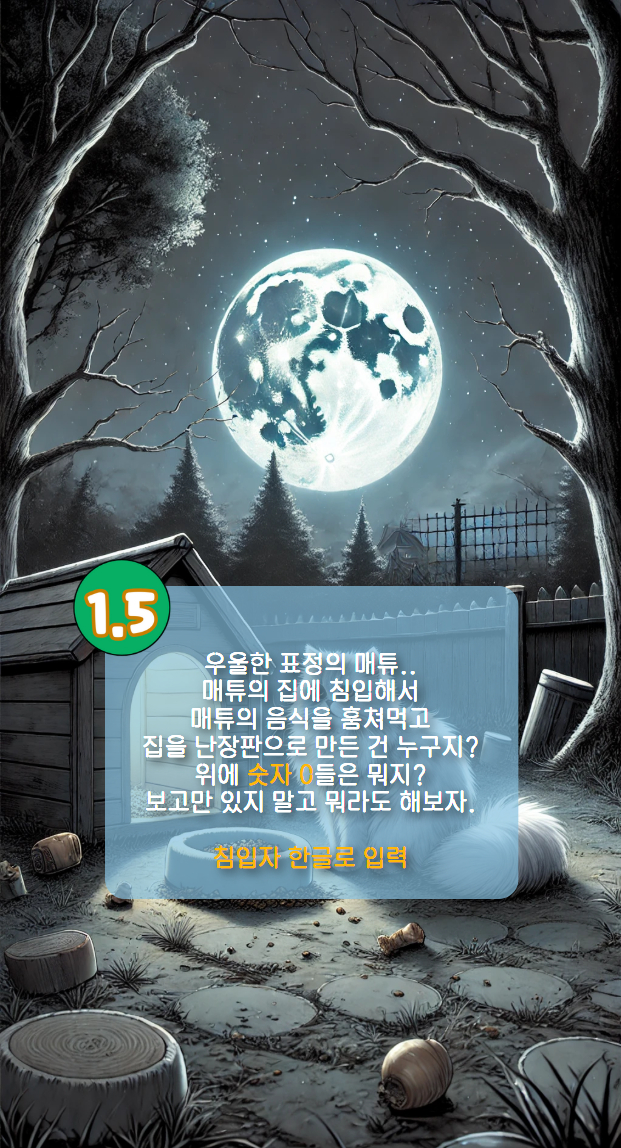 1.5
우울한 표정의 매튜..
매튜의 집에 침입해서
매튜의 음식을 훔쳐먹고
집을 난장판으로 만든 건 누구지?
위에 숫자 0들은 뭐지?
보고만 있지 말고 뭐라도 해보자.
침입자 한글로 입력